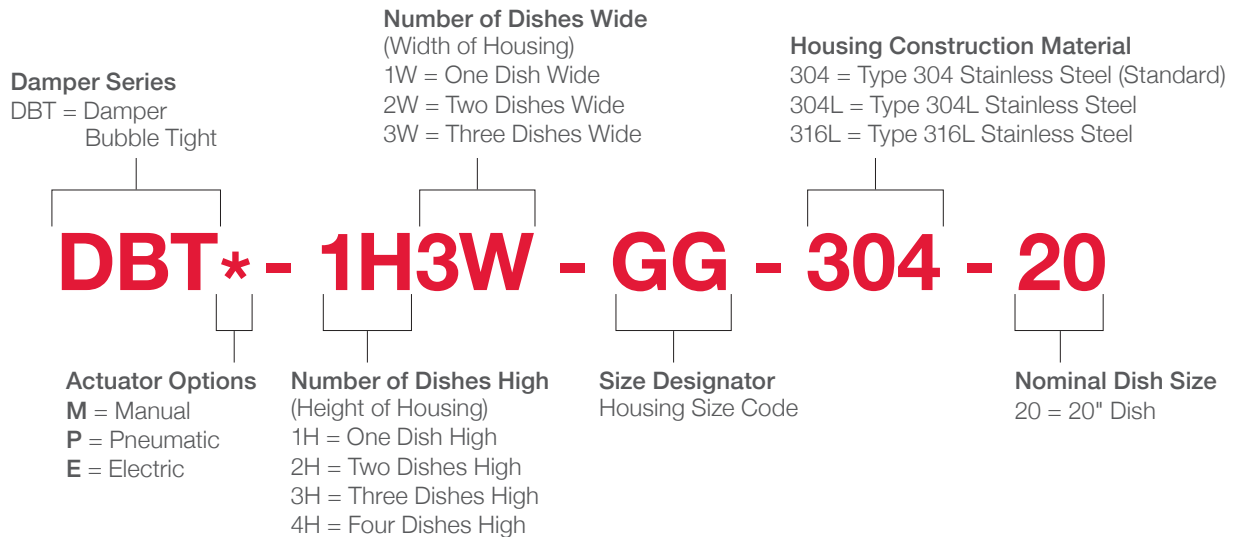 Number of Dishes Wide
(Width of Housing)
1W = One Dish Wide
2W = Two Dishes Wide
3W = Three Dishes Wide
Housing Construction Material
304 = Type 304 Stainless Steel (Standard)
304L = Type 304L Stainless Steel
316L = Type 316L Stainless Steel
Damper Series
DBT = Damper
Bubble Tight
DBT* - 1H3W - GG - 304 - 20
Actuator Options
M = Manual
P = Pneumatic
E = Electric
Number of Dishes High
(Height of Housing)
1H = One Dish High
2H = Two Dishes High
3H = Three Dishes High
4H = Four Dishes High
Size Designator
Housing Size Code
Nominal Dish Size
20 = 20" Dish